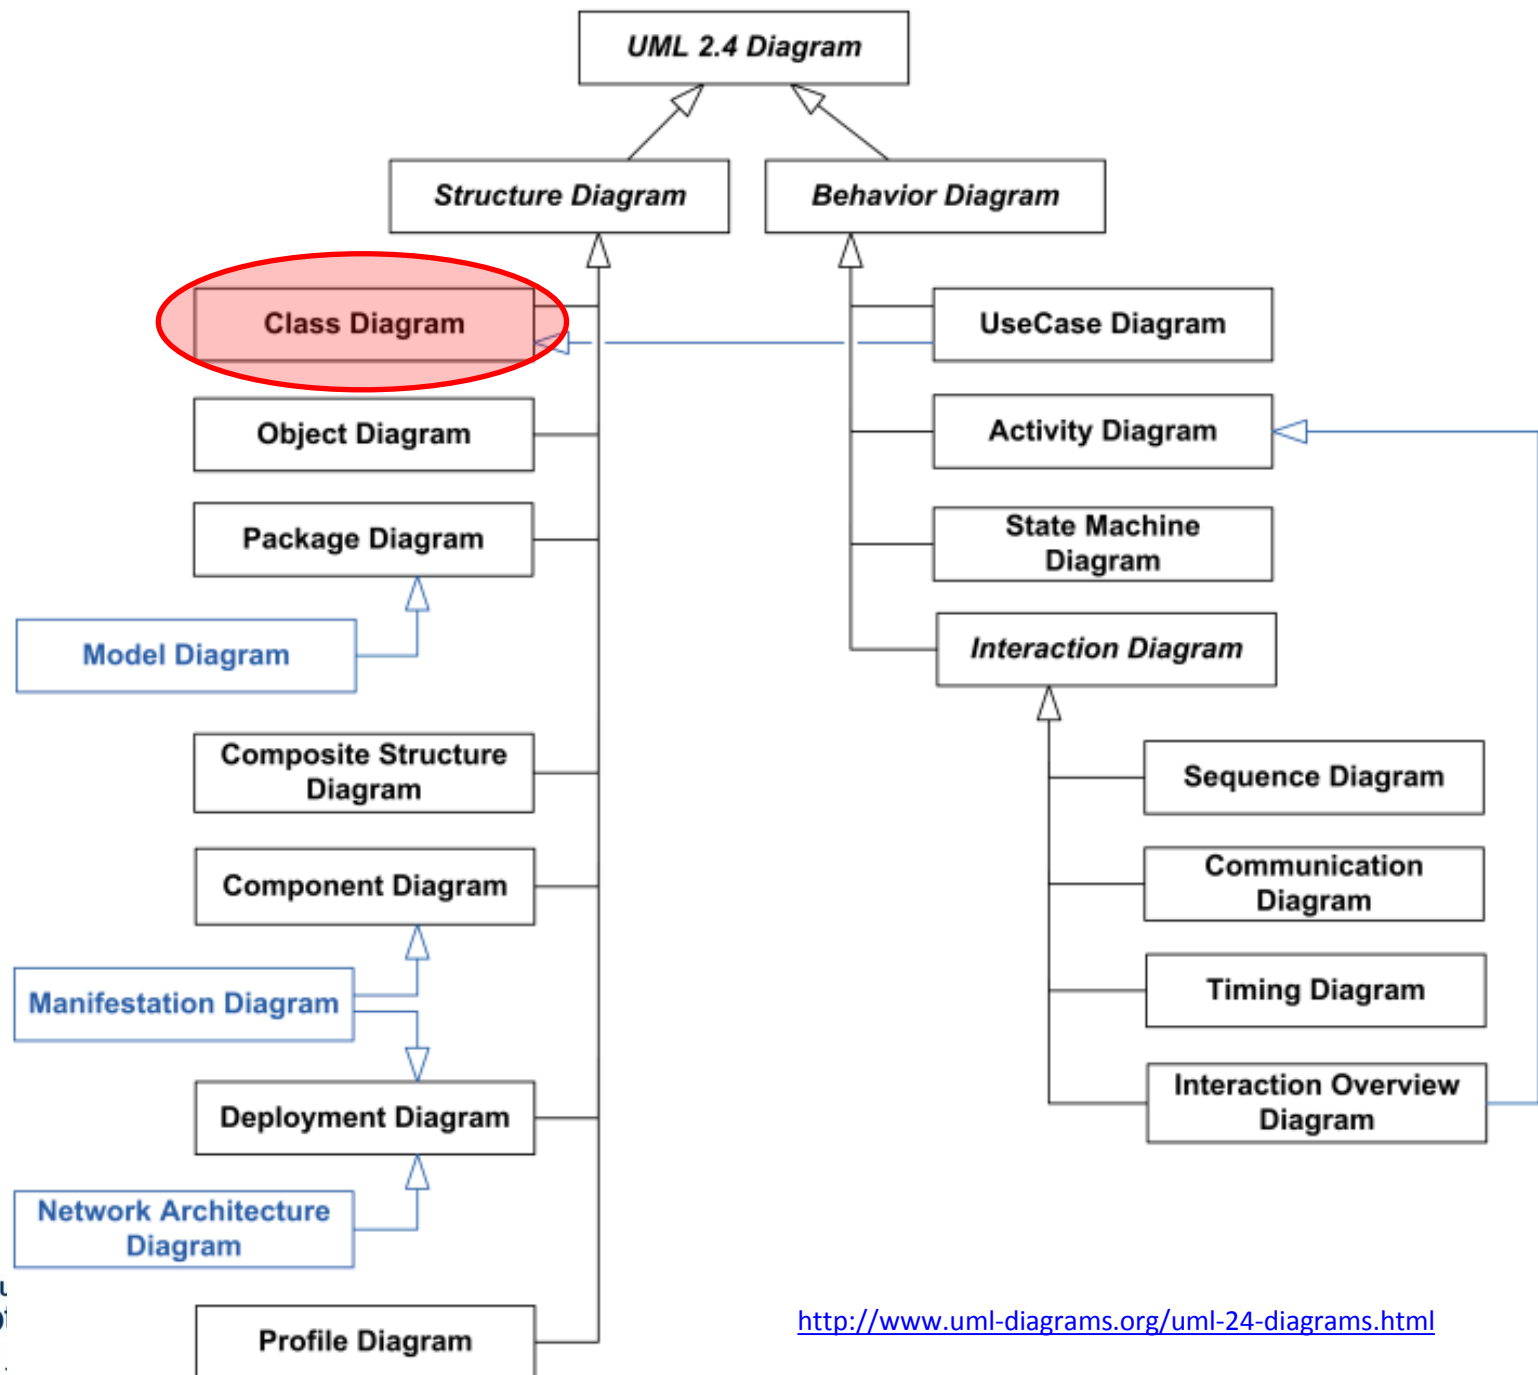 UML 2.4 Diagram
Structure Diagram
Behavior Diagram
Class Diagram
UseCase Diagram
Object Diagram
Activity Diagram
Package Diagram
State Machine
Diagram
Model Diagram
Interaction Diagram
Composite Structure
Diagram
Sequence Diagram
Component Diagram
Communication
Diagram
Manifestation Diagram
Timing Diagram
Deployment Diagram
Interaction Overview
Diagram
Network Architecture
Diagram
Profile Diagram
http://www.uml-diagrams.org/uml-24-diagrams.html